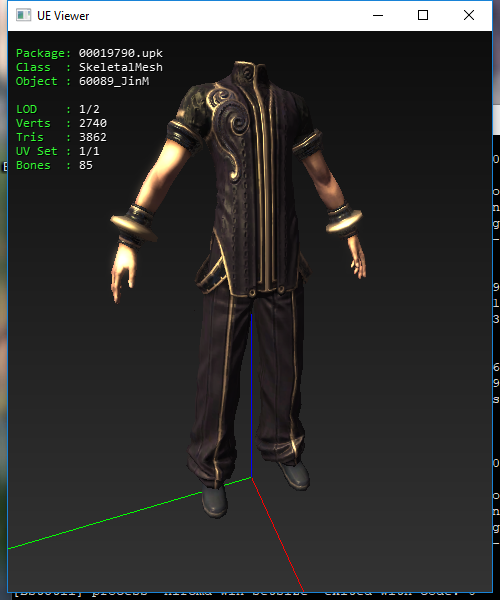 UE Viewer
Package: 00019790.upk
Class : SkeletalMesh
Object : 60089_JinM
LOD : 1/2
Verts : 2740
Tris : 3862
UV Set : 1/1
Bones : 85